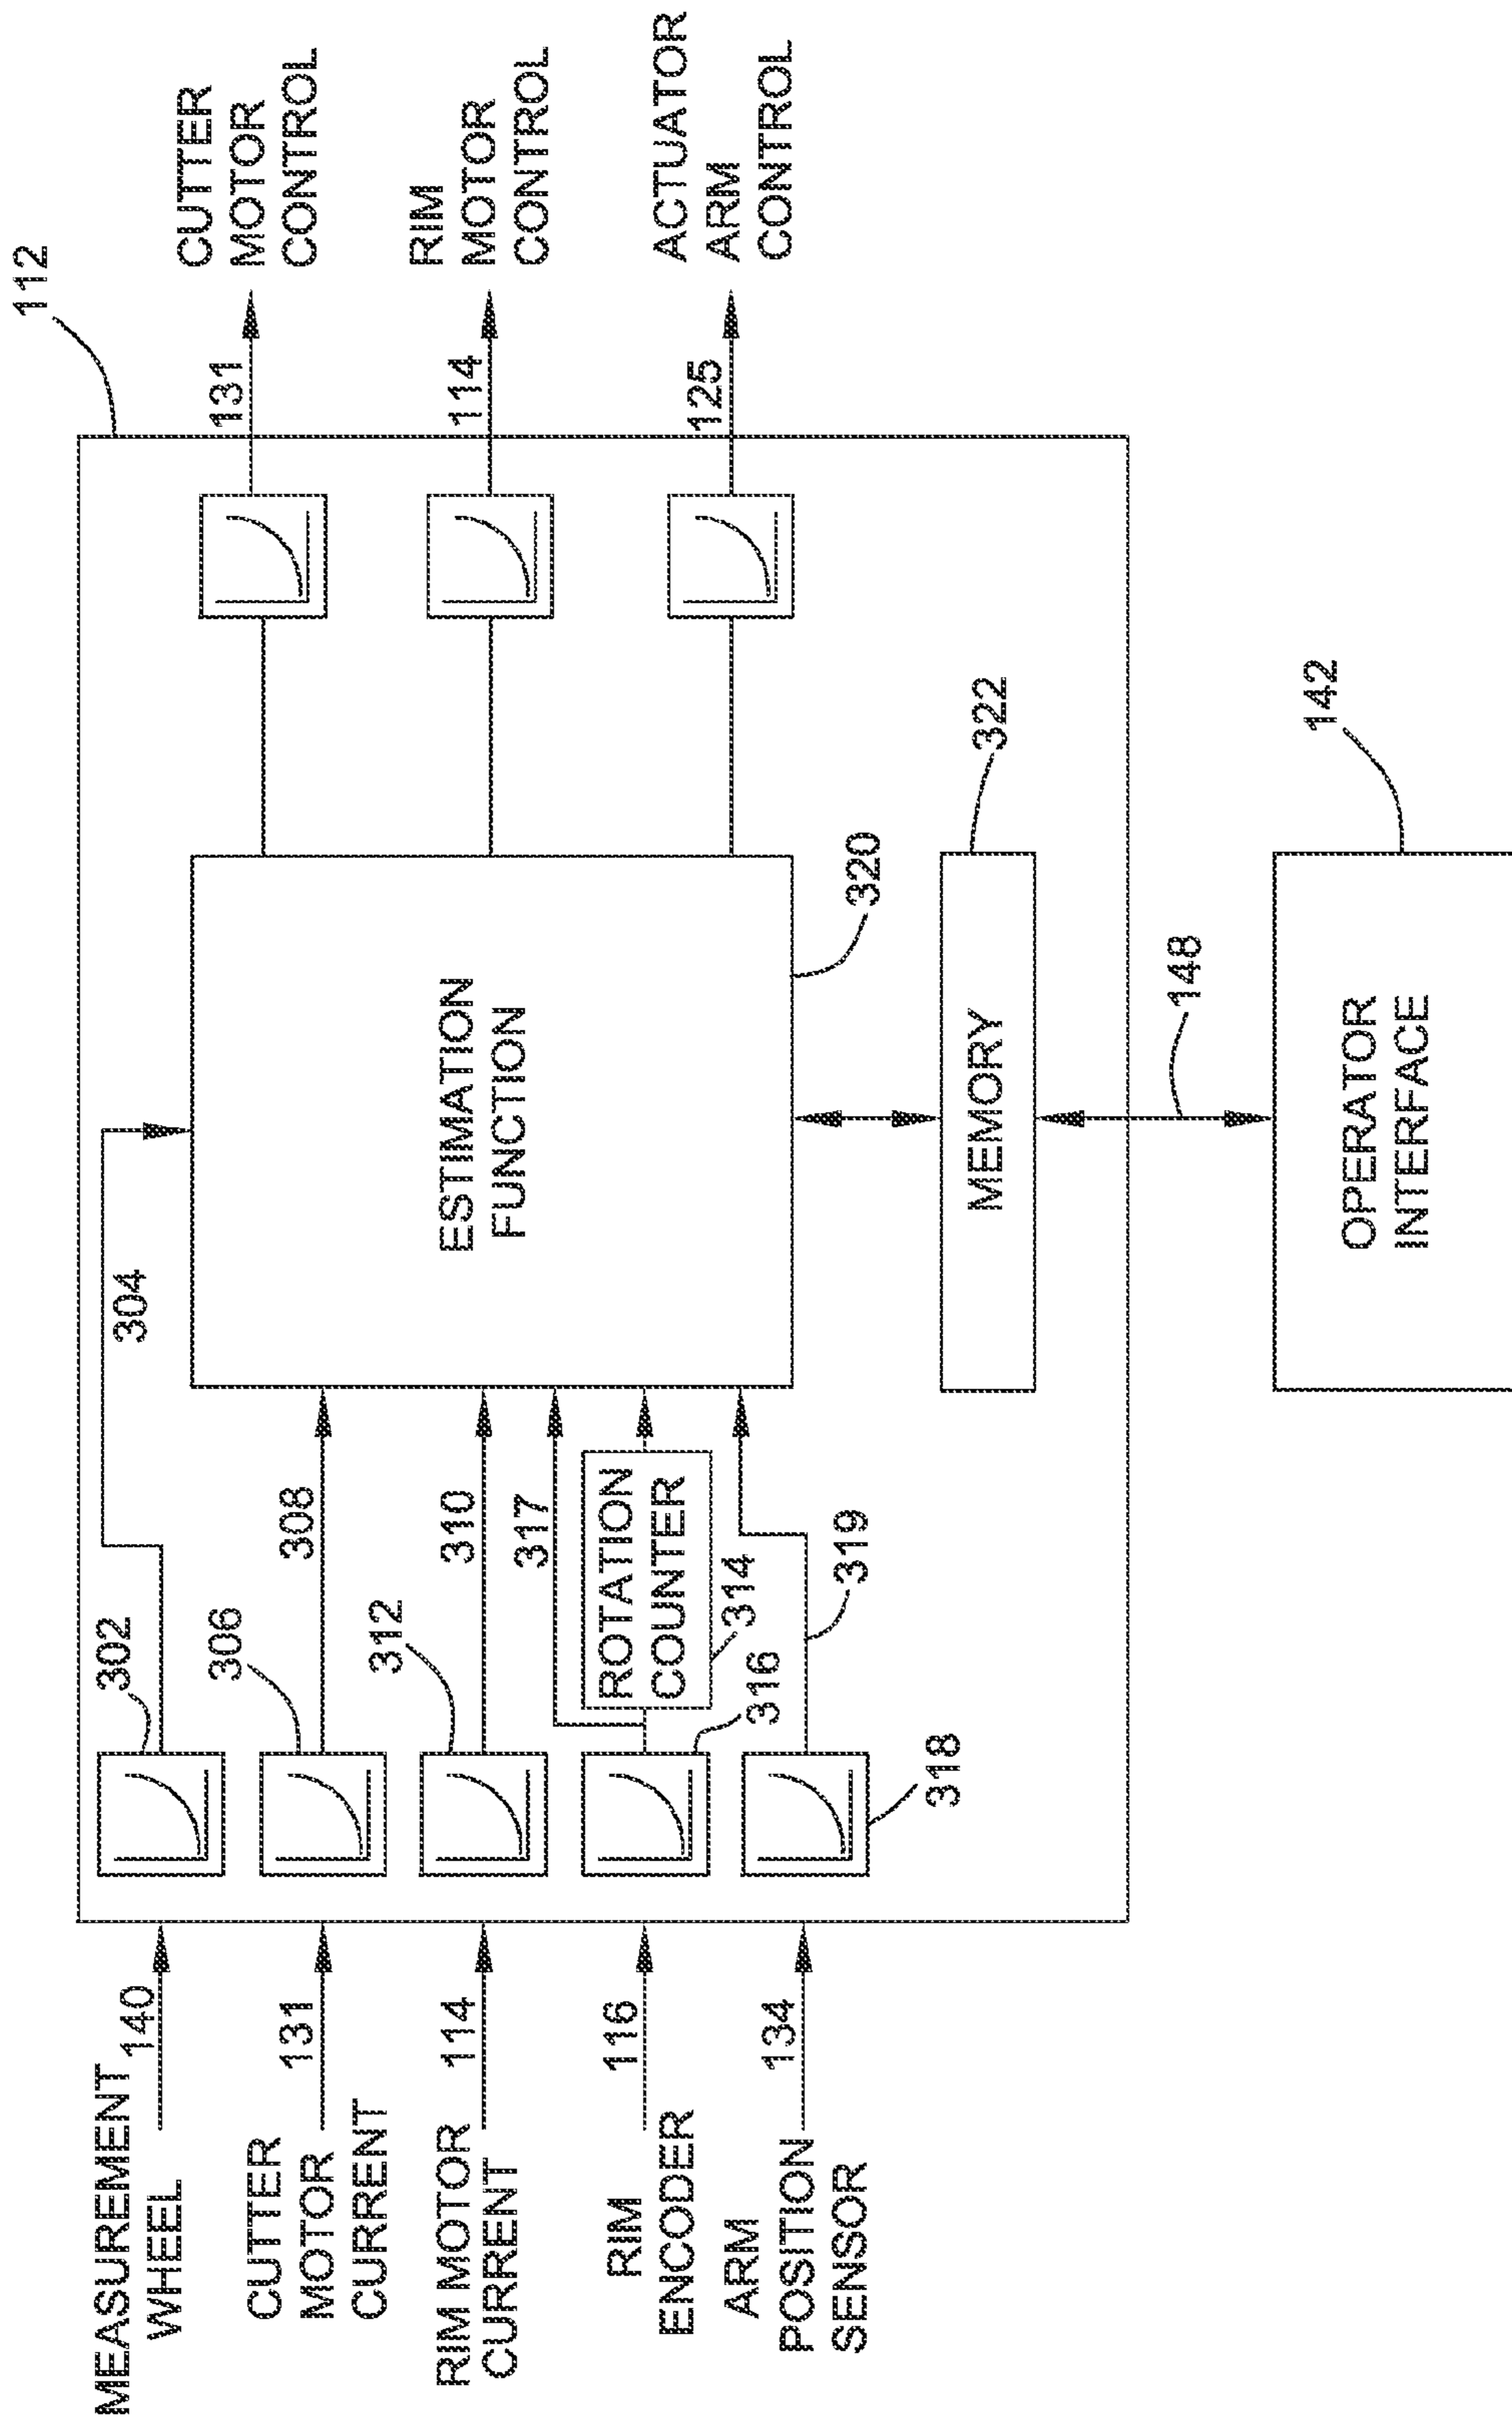 112
MEASUREMENT
WHEEL
140
302
304
131
CUTTER
MOTOR
CONTROL
CUTTER
MOTOR
CURRENT
131
306
308
RIM MOTOR
CURRENT
114
312
310
ESTIMATION
FUNCTION
114
RIM
MOTOR
CONTROL
317
RIM
ENCODER
116
316
ROTATION
COUNTER
314
125
ACTUATOR
ARM
CONTROL
ARM
POSITION
SENSOR
134
318
319
320
MEMORY
322
148
OPERATOR
INTERFACE
142